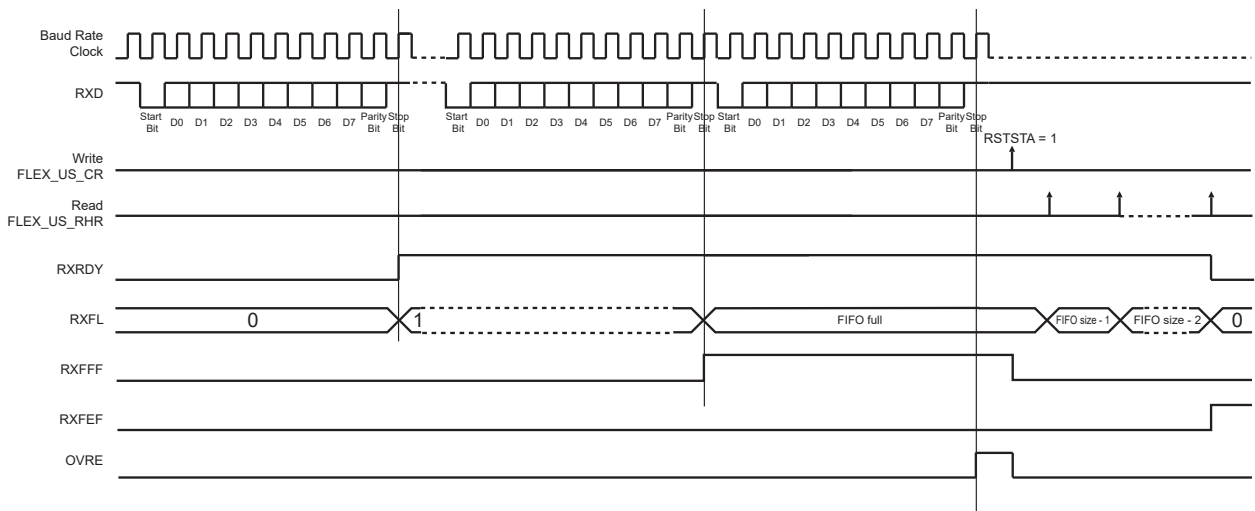 Baud Rate
Clock
RXD
Start
Bit
D0 D1 D2 D3 D4 D5 D6 D7
Parity
Bit
Stop
Bit
Start
Bit
D0 D1 D2 D3 D4 D5 D6 D7
Parity
Bit
Stop
Bit
Start
Bit
D0 D1 D2 D3 D4 D5 D6 D7
Parity
Bit
Stop
Bit
Write
FLEX_US_CR
RSTSTA = 1
Read
FLEX_US_RHR
RXRDY
RXFL
0
1
FIFO full
FIFO size - 1
FIFO size - 2
0
RXFFF
RXFEF
OVRE